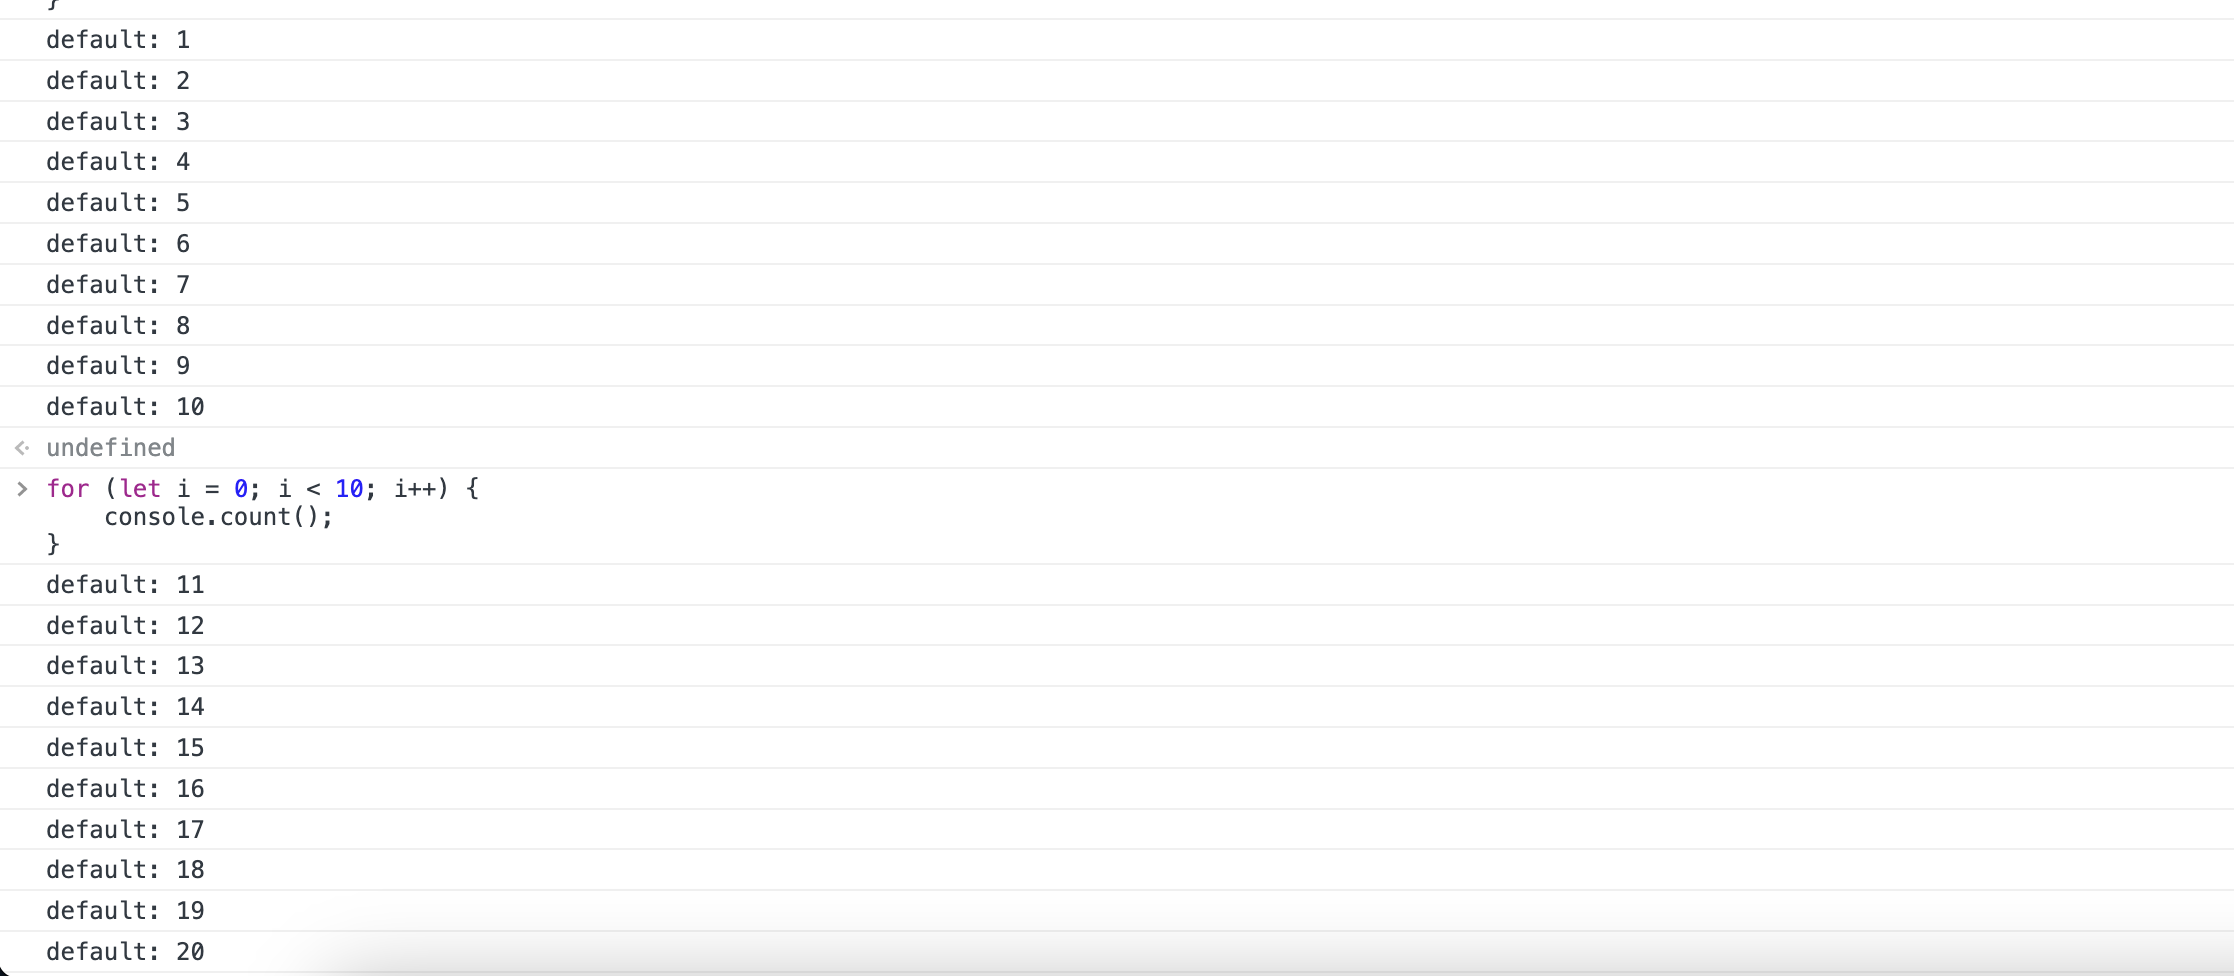 }
default: 1
default: 2
default: 3
default: 4
default: 5
default: 6
default: 7
default: 8
default: 9
default: 10
undefined
for (let i = 0; i < 10; i++) {
    console.count();
}
default: 11
default: 12
default: 13
default: 14
default: 15
default: 16
default: 17
default: 18
default: 19
default: 20